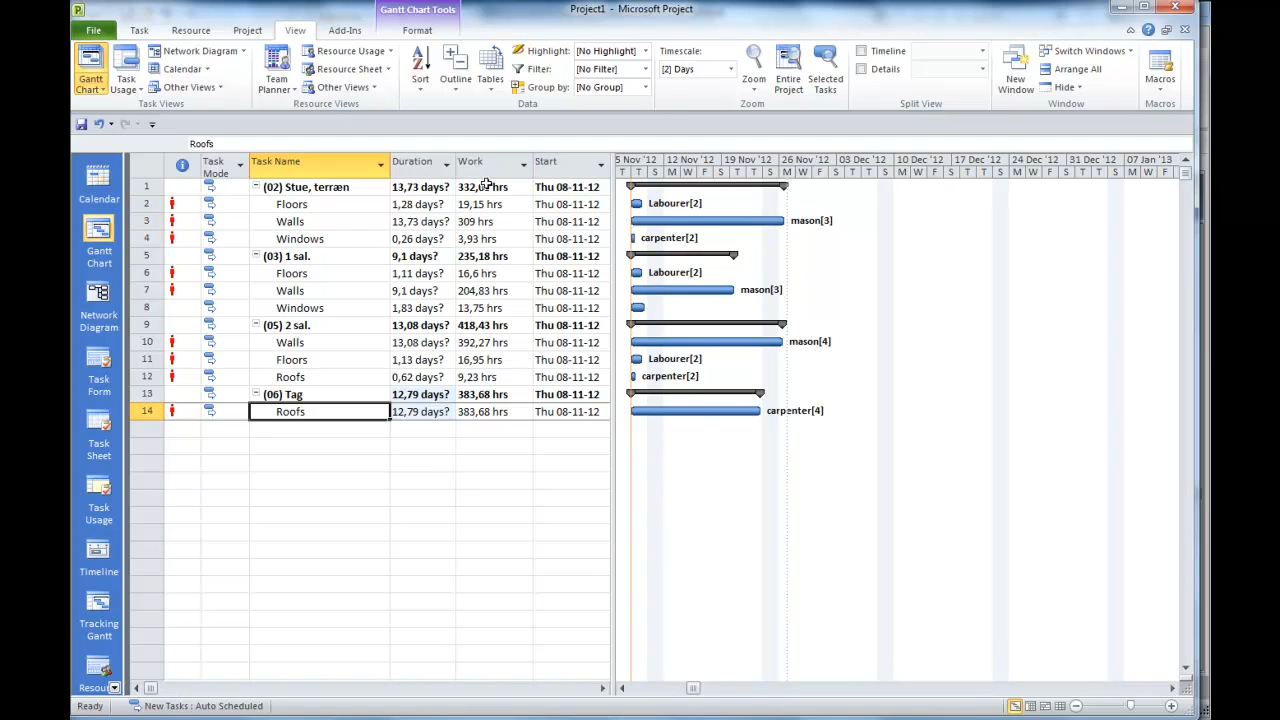 Gantt Chart Tools
Project1 - Microsoft Project
File Task Resource Project View Add-Ins Format
Gantt Chart
Task Usage
Network Diagram
Calendar
Other Views
Task Views
Team Planner
Resource Usage
Resource Sheet
Other Views
Resource Views
Sort
Outline
Tables
Highlight: [No Highlight]
Filter: [No Filter]
Group by: [No Group]
Data
Timescale:
[2] Days
Zoom
Entire Project
Selected Tasks
Zoom
Timeline
Details
Split View
New Window
Switch Windows
Arrange All
Hide
Window
Macros
Macros
Roofs
Task Mode Task Name Duration Work Start
5 Nov '12 12 Nov '12 19 Nov '12 26 Nov '12 03 Dec '12 10 Dec '12 17 Dec '12 24 Dec '12 31 Dec '12 07 Jan '13
T T S M W F S T T S M W F S T T S M W F S T T S M W F S T T S M W F
1 (02) Stue, terræn 13,73 days? hrs Thu 08-11-12
2 Floors 1,28 days? 19,15 hrs Thu 08-11-12 Labourer[2]
3 Walls 13,73 days? 309 hrs Thu 08-11-12 mason[3]
4 Windows 0,26 days? 3,93 hrs Thu 08-11-12 carpenter[2]
5 (03) 1 sal. 9,1 days? 235,18 hrs Thu 08-11-12
6 Floors 1,11 days? 16,6 hrs Thu 08-11-12 Labourer[2]
7 Walls 9,1 days? 204,83 hrs Thu 08-11-12 mason[3]
8 Windows 1,83 days? 13,75 hrs Thu 08-11-12
9 (05) 2 sal. 13,08 days? 418,43 hrs Thu 08-11-12
10 Walls 13,08 days? 392,27 hrs Thu 08-11-12 mason[4]
11 Floors 1,13 days? 16,95 hrs Thu 08-11-12 Labourer[2]
12 Roofs 0,62 days? 9,23 hrs Thu 08-11-12 carpenter[2]
13 (06) Tag 12,79 days? 383,68 hrs Thu 08-11-12
14 Roofs 12,79 days? 383,68 hrs Thu 08-11-12 carpenter[4]
Calendar
Gantt Chart
Network Diagram
Task Form
Task Sheet
Task Usage
Timeline
Tracking Gantt
Resou
Ready New Tasks : Auto Scheduled